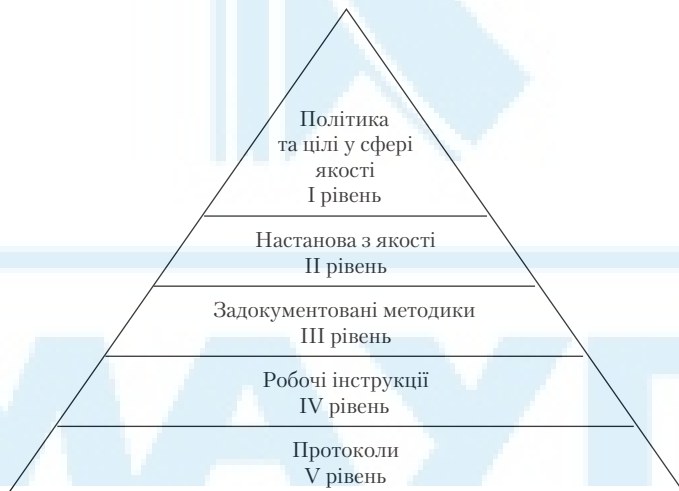 Політика
та цілі у сфері
якості
I рівень
Настанова з якості
II рівень
Задокументовані методики
III рівень
Робочі інструкції
IV рівень
Протоколи
V рівень